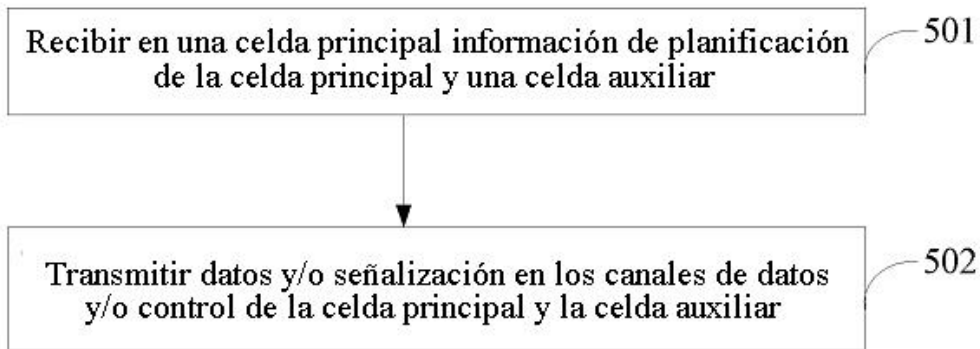 Recibir en una celda principal información de planificación
de la celda principal y una celda auxiliar
501
Transmitir datos y/o señalización en los canales de datos
y/o control de la celda principal y la celda auxiliar
502